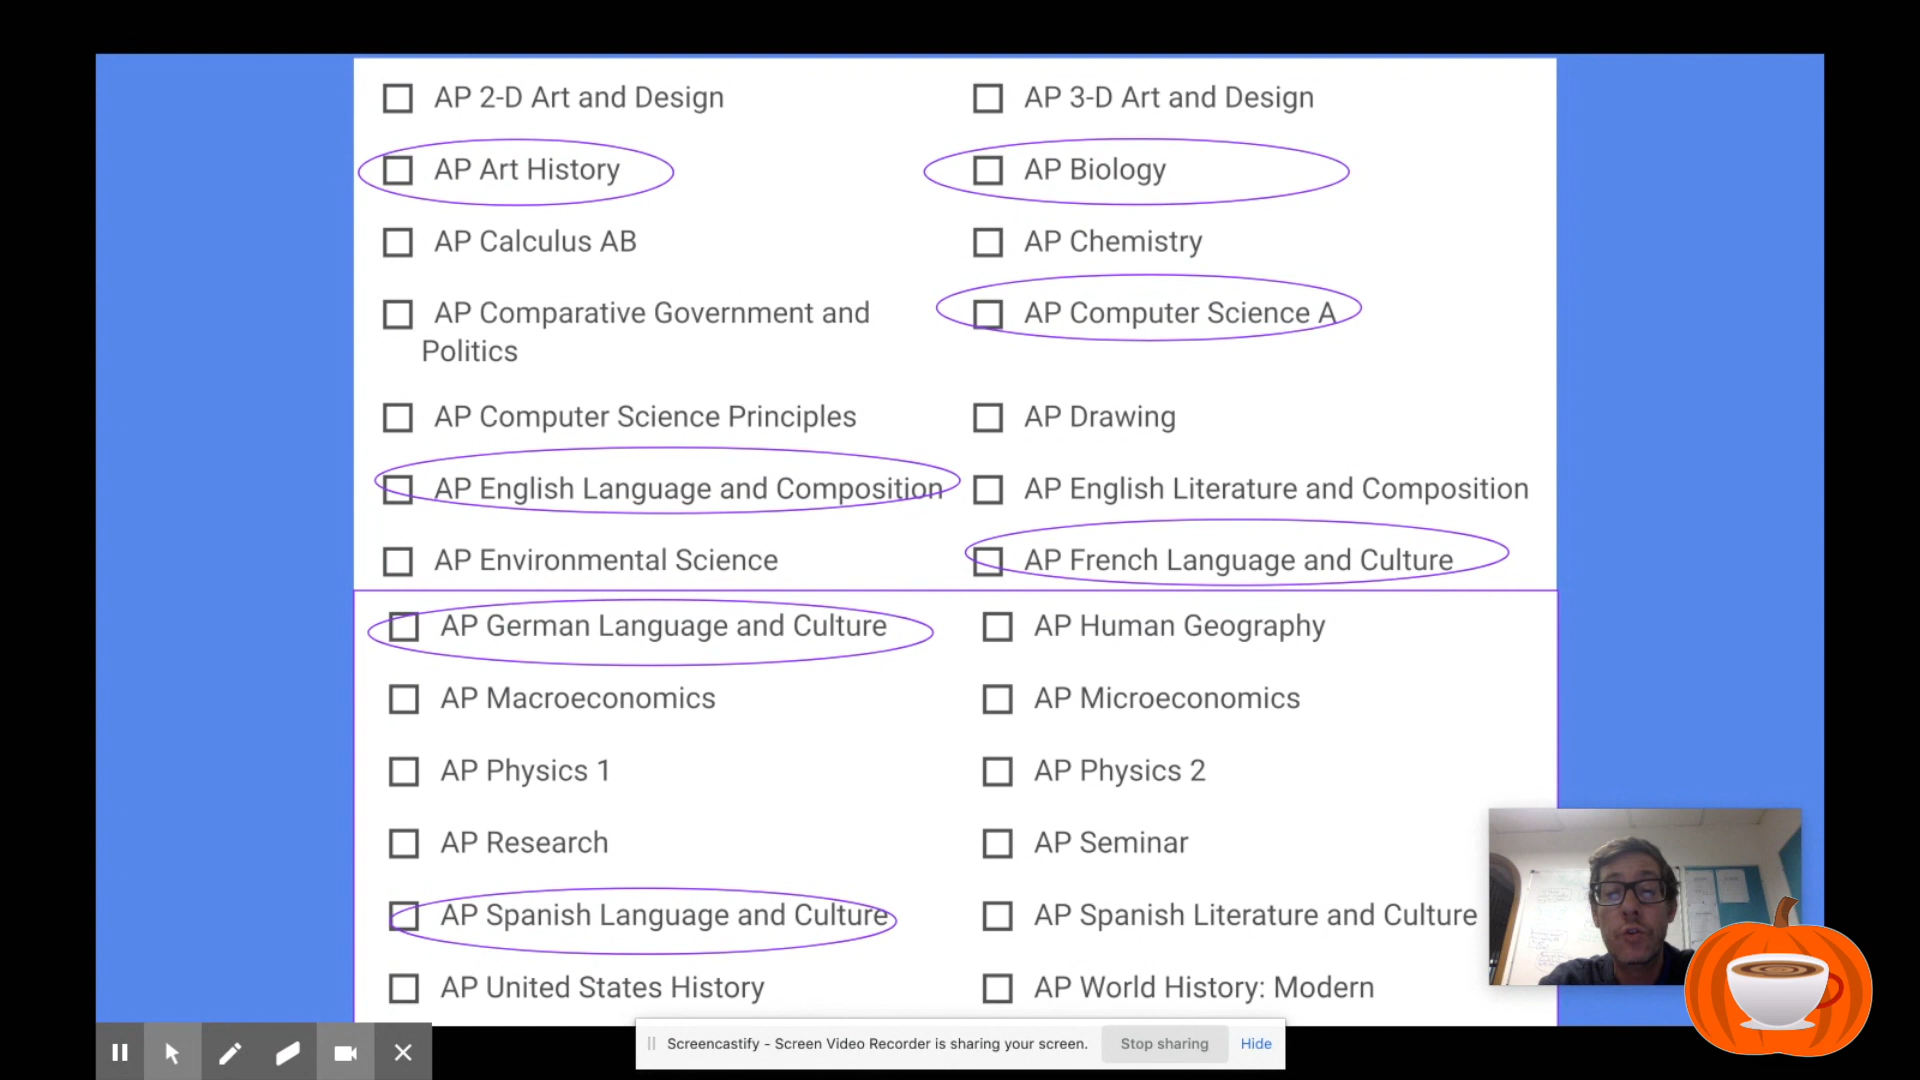 AP 2-D Art and Design
AP 3-D Art and Design
AP Art History
AP Biology
AP Calculus AB
AP Chemistry
AP Comparative Government and
Politics
AP Computer Science A
AP Computer Science Principles
AP Drawing
AP English Language and Composition
AP English Literature and Composition
AP Environmental Science
AP French Language and Culture
AP German Language and Culture
AP Human Geography
AP Macroeconomics
AP Microeconomics
AP Physics 1
AP Physics 2
AP Research
AP Seminar
AP Spanish Language and Culture
AP Spanish Literature and Culture
AP United States History
AP World History: Modern
Screencastify - Screen Video Recorder is sharing your screen.
Stop sharing
Hide